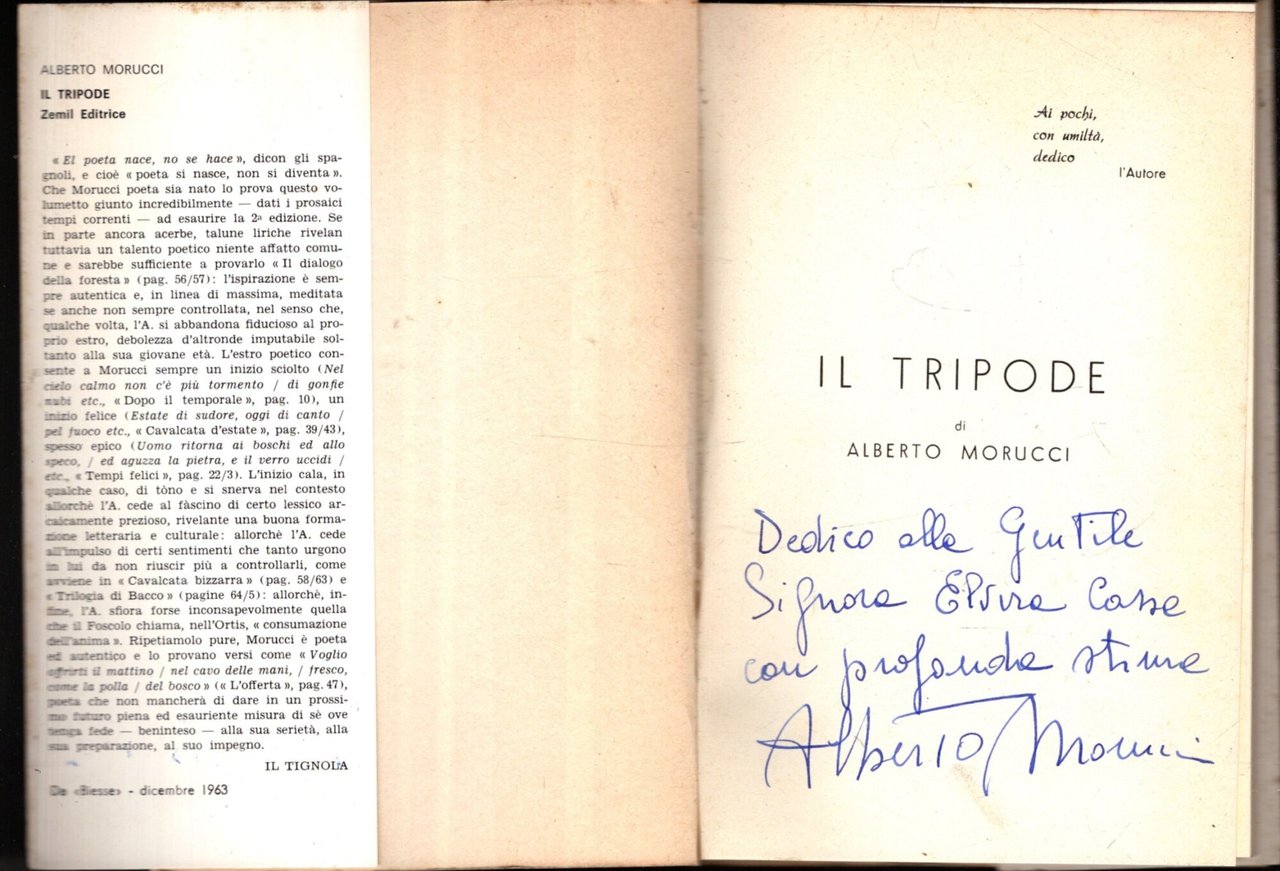 ALBERTO MORUCCI
IL TRIPODE
Zemil Editrice
« El poeta nace, no se hace », dicon gli spa-
gnoli, e cioè « poeta si nasce, non si diventa ».
Che Morucci poeta sia nato lo prova questo vo-
lumetto giunto incredibilmente — dati i prosaici
tempi correnti — ad esaurire la 2ª edizione. Se
in parte ancora acerbe, talune liriche rivelan
tuttavia un talento poetico niente affatto comu-
ne e sarebbe sufficiente a provarlo « Il dialogo
della foresta » (pag. 56/57): l'ispirazione è sem-
pre autentica e, in linea di massima, meditata
se anche non sempre controllata, nel senso che,
qualche volta, l'A. si abbandona fiducioso al pro-
prio estro, debolezza d'altronde imputabile sol-
tanto alla sua giovane età. L'estro poetico con-
sente a Morucci sempre un inizio sciolto (Nel
cielo calmo non c'è più tormento / di gonfie
nubi etc., « Dopo il temporale », pag. 10), un
inizio felice (Estate di sudore, oggi di canto /
pel fuoco etc., « Cavalcata d'estate », pag. 39/43),
spesso epico (Uomo ritorna ai boschi ed allo
speco, / ed aguzza la pietra, e il verro uccidi /
etc., « Tempi felici », pag. 22/3). L'inizio cala, in
qualche caso, di tòno e si snerva nel contesto
allorchè l'A. cede al fàscino di certo lessico ar-
caicamente prezioso, rivelante una buona forma-
zione letteraria e culturale: allorchè l'A. cede
all'impulso di certi sentimenti che tanto urgono
in lui da non riuscir più a controllarli, come
avviene in « Cavalcata bizzarra » (pag. 58/63) e
« Trilogia di Bacco » (pagine 64/5): allorchè, in-
fine, l'A. sfiora forse inconsapevolmente quella
che il Foscolo chiama, nell'Ortis, « consumazione
dell'anima ». Ripetiamolo pure, Morucci è poeta
ed autentico e lo provano versi come « Voglio
offrirti il mattino / nel cavo delle mani, / fresco,
come la polla / del bosco » (« L'offerta », pag. 47),
poeta che non mancherà di dare in un prossi-
mo futuro piena ed esauriente misura di sè ove
tenga fede — beninteso — alla sua serietà, alla
sua preparazione, al suo impegno.
IL TIGNOLA
Da «Biesse» - dicembre 1963
Ai pochi,
con umiltà,
dedico
l'Autore
IL TRIPODE
di
ALBERTO MORUCCI
Dedico alla Gentile
Signora Elvira Cassa
con profonda stima
Alberto Morucci